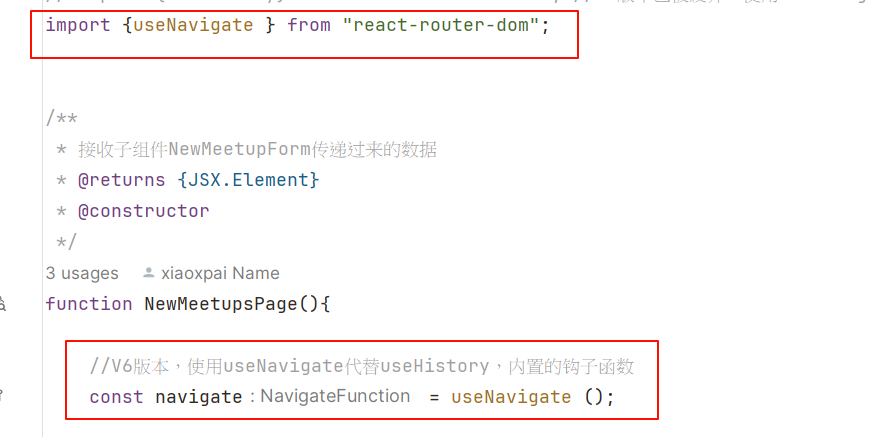 import {useNavigate } from "react-router-dom";
/**
* 接收子组件NewMeetupForm传递过来的数据
* @returns {JSX.Element}
* @constructor
*/
3 usages xiaoxpai Name
function NewMeetupsPage(){
//V6版本，使用useNavigate代替useHistory，内置的钩子函数
const navigate : NavigateFunction = useNavigate ();